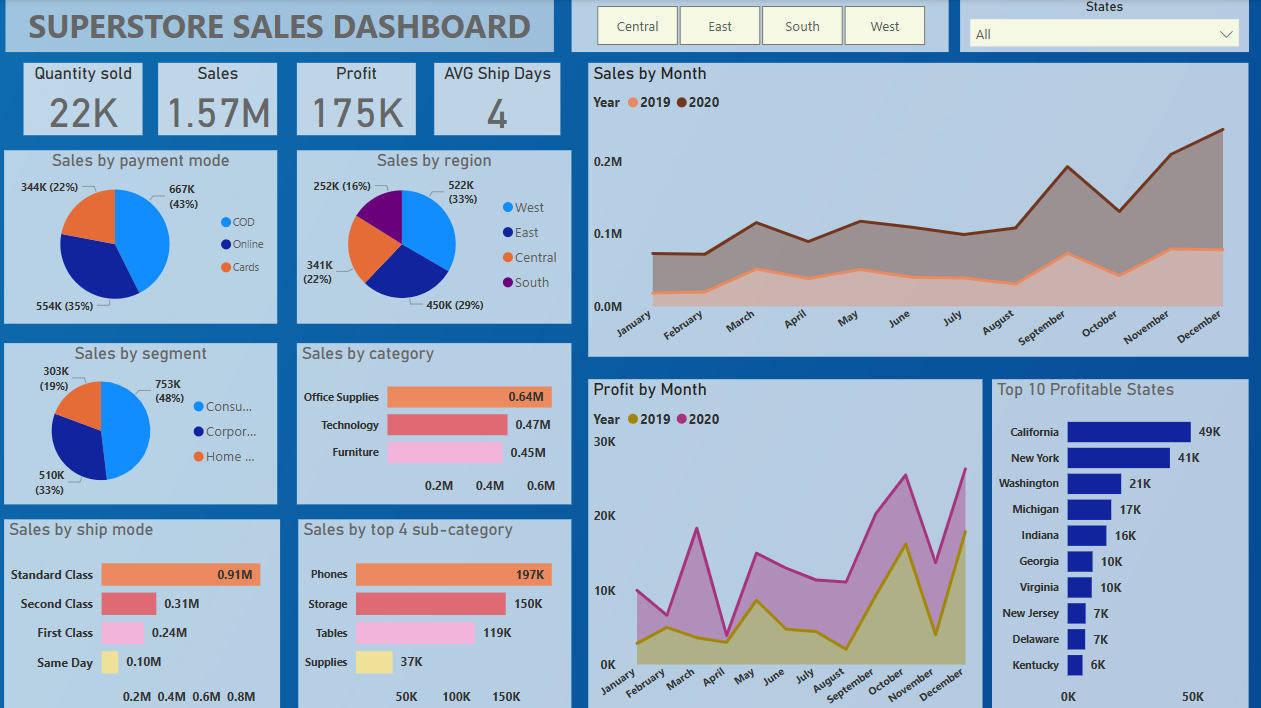 SUPERSTORE SALES DASHBOARD
Central
East
South
West
States
All
Quantity sold
22K
Sales
1.57M
Profit
175K
AVG Ship Days
4
Sales by payment mode
344K (22%)
667K
(43%)
554K (35%)
COD
Online
Cards
Sales by region
252K (16%)
522K
(33%)
341K
(22%)
450K (29%)
West
East
Central
South
Sales by Month
Year 2019 2020
0.2M
0.1M
0.0M
January
February
March
April
May
June
July
August
September
October
November
December
Sales by segment
303K
(19%)
753K
(48%)
510K
(33%)
Consu...
Corpor...
Home ...
Sales by category
Office Supplies 0.64M
Technology 0.47M
Furniture 0.45M
0.2M 0.4M 0.6M
Profit by Month
Year 2019 2020
30K
20K
10K
0K
January
February
March
April
May
June
July
August
September
October
November
December
Top 10 Profitable States
California 49K
New York 41K
Washington 21K
Michigan 17K
Indiana 16K
Georgia 10K
Virginia 10K
New Jersey 7K
Delaware 7K
Kentucky 6K
0K 50K
Sales by ship mode
Standard Class 0.91M
Second Class 0.31M
First Class 0.24M
Same Day 0.10M
0.2M 0.4M 0.6M 0.8M
Sales by top 4 sub-category
Phones 197K
Storage 150K
Tables 119K
Supplies 37K
50K 100K 150K